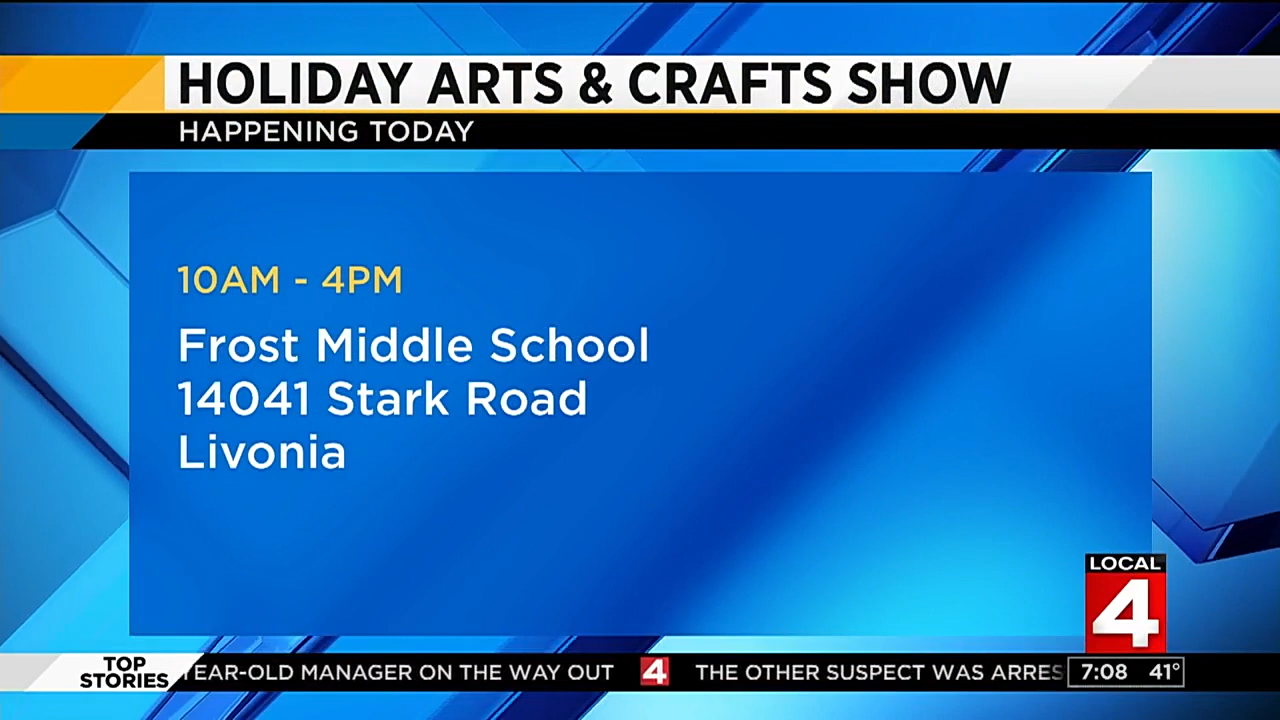 HOLIDAY ARTS & CRAFTS SHOW
HAPPENING TODAY
10AM - 4PM
Frost Middle School
14041 Stark Road
Livonia
LOCAL
4
TOP
STORIES
YEAR-OLD MANAGER ON THE WAY OUT 4 THE OTHER SUSPECT WAS ARRES
7:08 41°